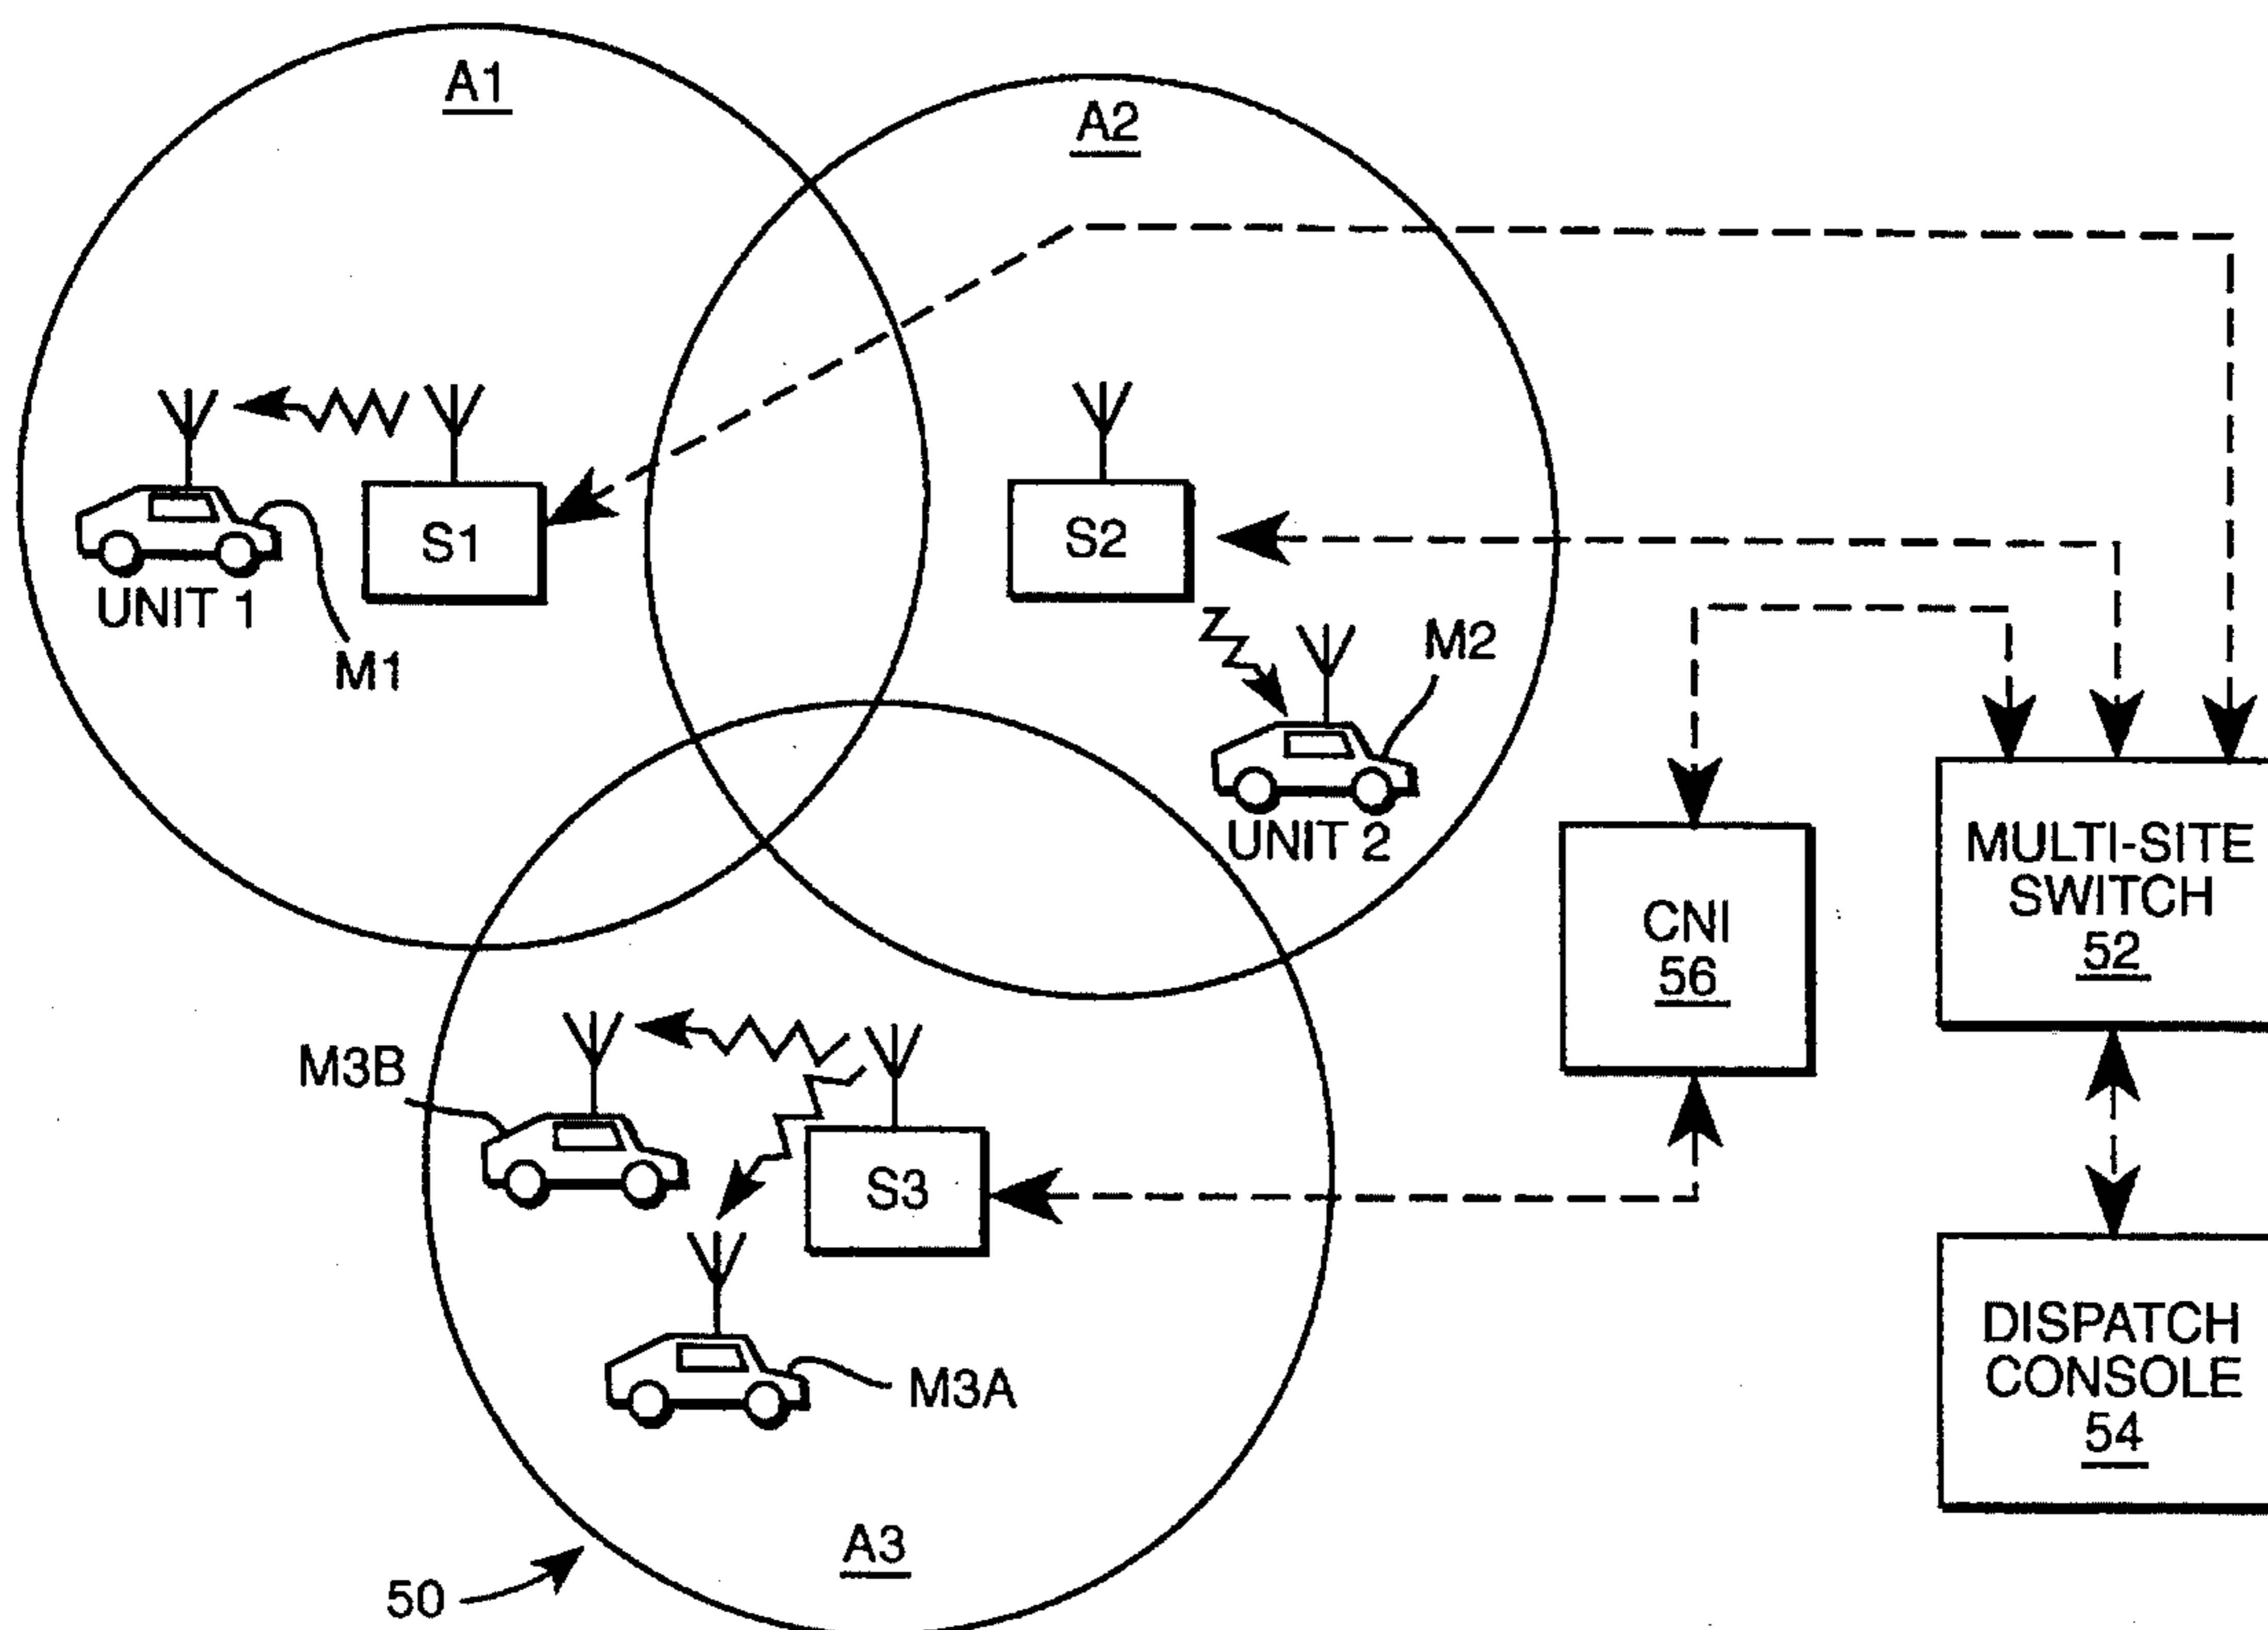 A1
A2
S1
S2
UNIT 1
M1
M2
UNIT 2
MULTI-SITE
SWITCH
52
CNI
56
M3B
S3
M3A
DISPATCH
CONSOLE
54
A3
50